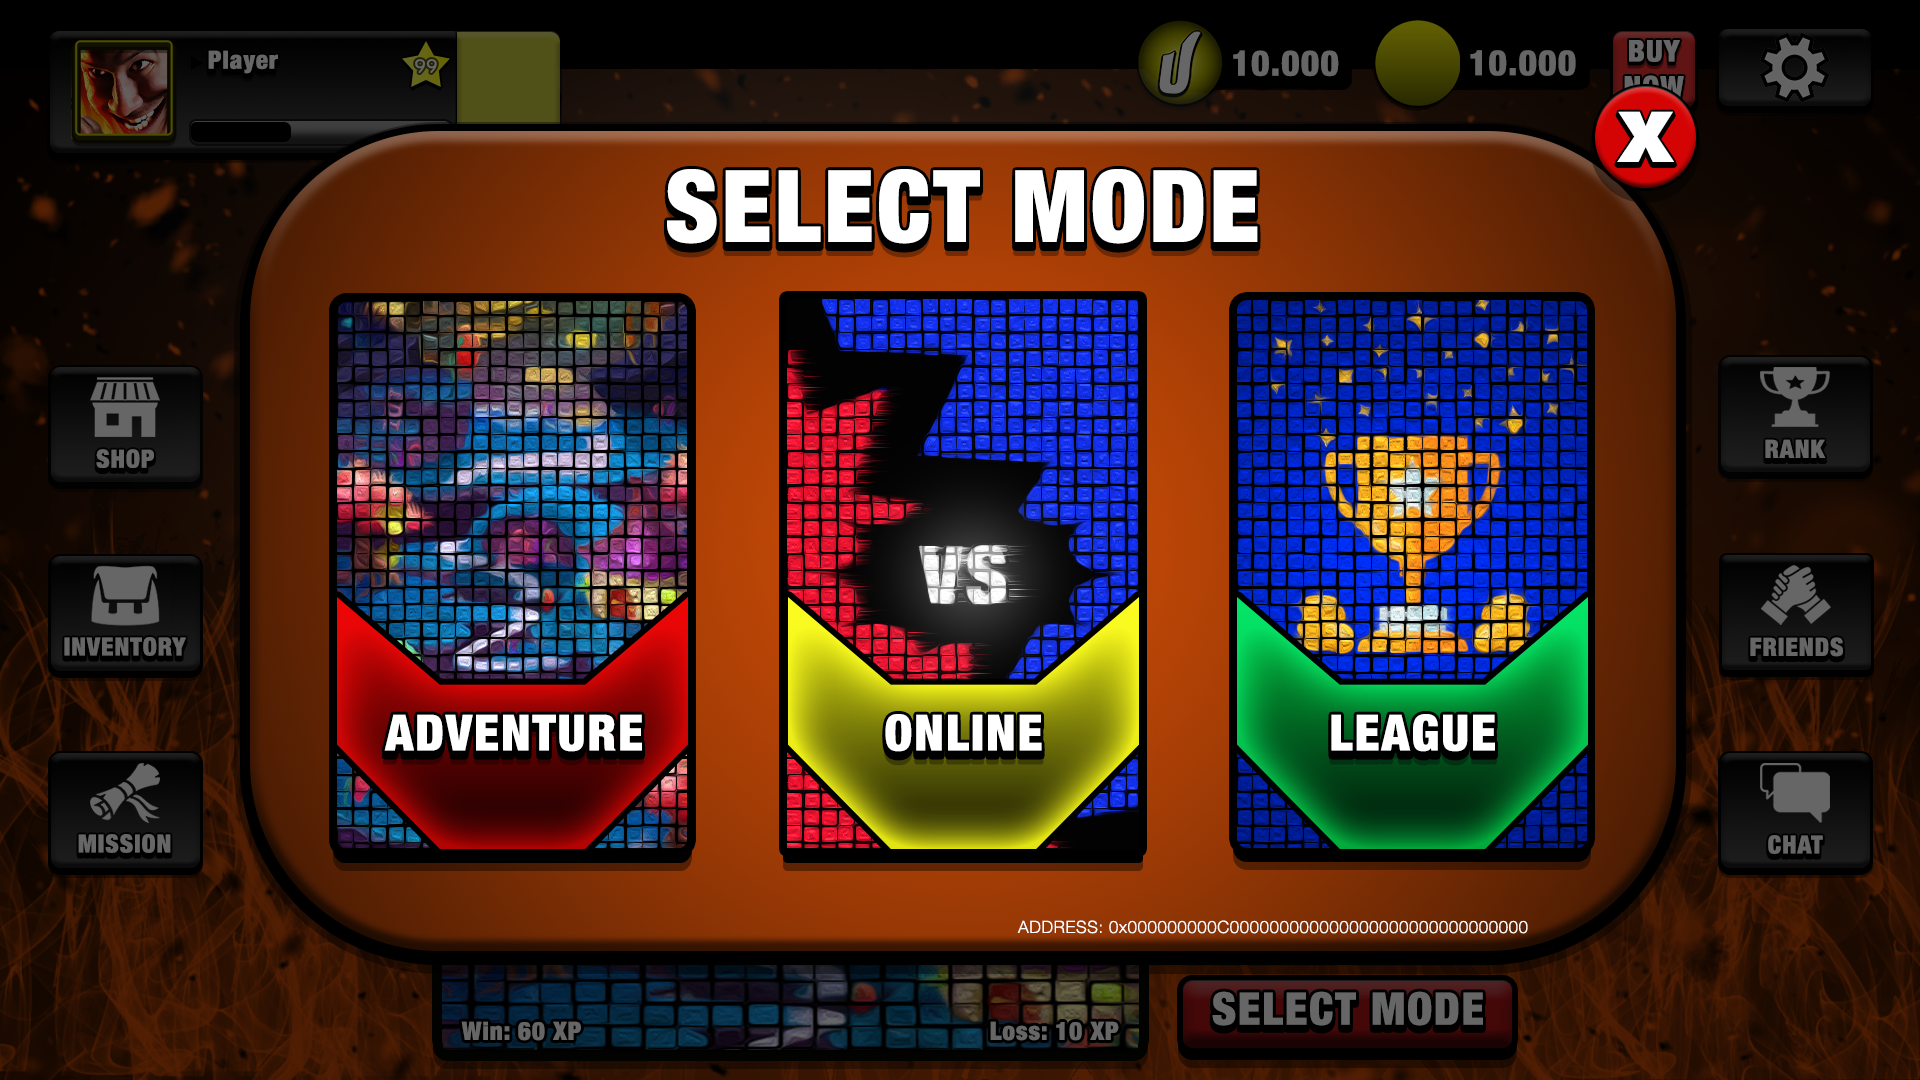 Player
99
10.000
10.000
BUY
NOW
X
SELECT MODE
VS
ADVENTURE
ONLINE
LEAGUE
SHOP
INVENTORY
MISSION
RANK
FRIENDS
CHAT
ADDRESS: 0x000000000C000000000000000000000000000000
Win: 60 XP
Loss: 10 XP
SELECT MODE